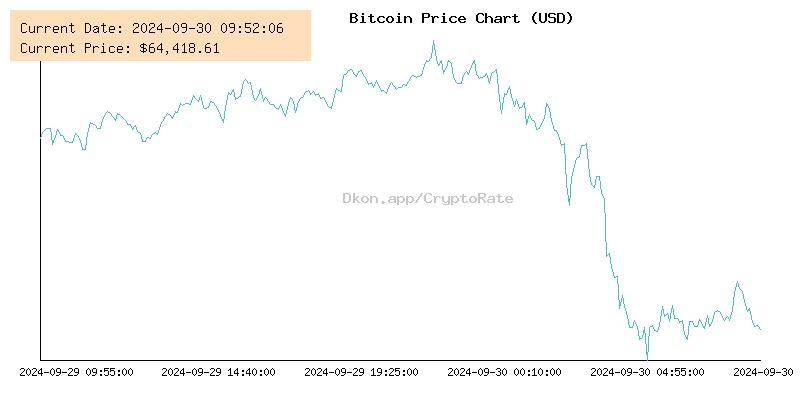 Bitcoin Price Chart (USD)
Current Date: 2024-09-30 09:52:06
Current Price: $64,418.61
Dkon.app/CryptoRate
2024-09-29 09:55:00 2024-09-29 14:40:00 2024-09-29 19:25:00 2024-09-30 00:10:00 2024-09-30 04:55:00 2024-09-30